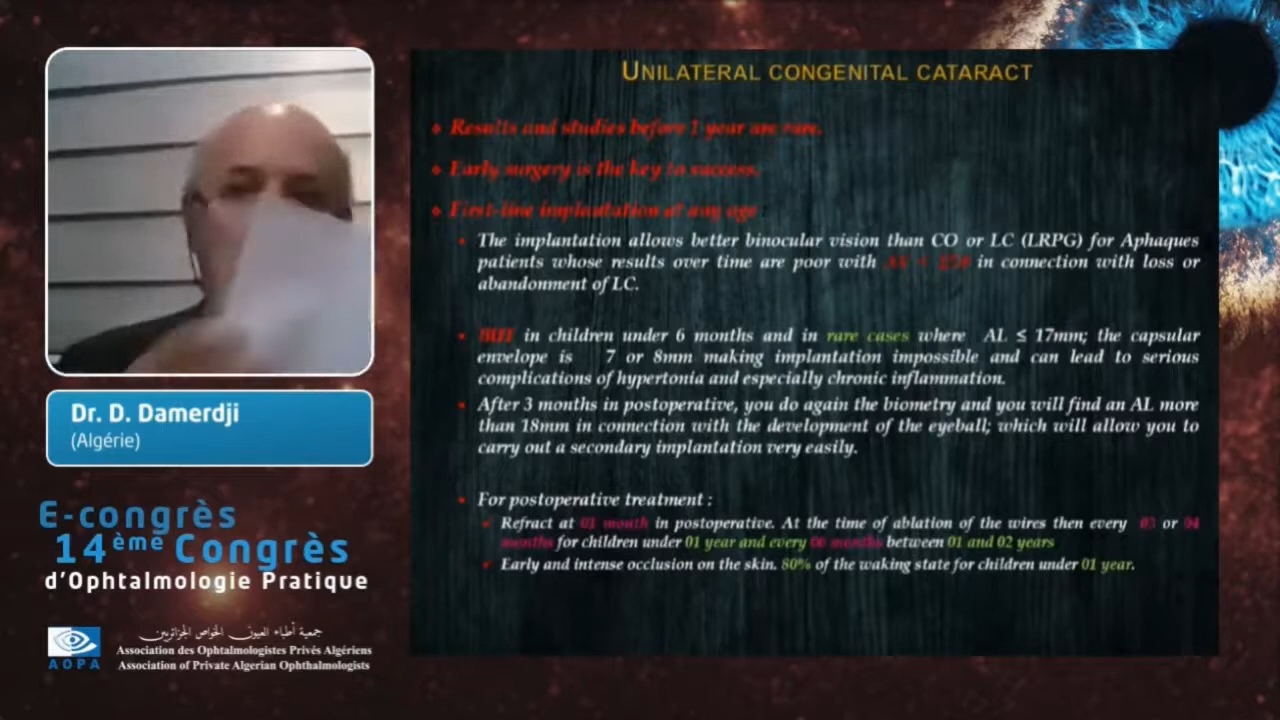 UNILATERAL CONGENITAL CATARACT
Results and studies before 1 year are rare.
Early surgery is the key to success.
First-line implantation at any age
The implantation allows better binocular vision than CO or LC (LRPG) for Aphaques
patients whose results over time are poor with in connection with loss or
abandonment of LC.
in children under 6 months and in rare cases where AL ≤ 17mm; the capsular
envelope is 7 or 8mm making implantation impossible and can lead to serious
complications of hypertonia and especially chronic inflammation.
After 3 months in postoperative, you do again the biometry and you will find an AL more
than 18mm in connection with the development of the eyeball; which will allow you to
carry out a secondary implantation very easily.
For postoperative treatment :
Refract at 01 month in postoperative. At the time of ablation of the wires then every 03 or 04
months for children under 01 year and every 06 months between 01 and 02 years
Early and intense occlusion on the skin. 80% of the waking state for children under 01 year.
Dr. D. Damerdji
(Algérie)
E-congrès
14ème Congrès
d'Ophtalmologie Pratique
جمعية أطباء العيون الخواص الجزائريين
AOPA
Association des Ophtalmologistes Privés Algériens
Association of Private Algerian Ophthalmologists